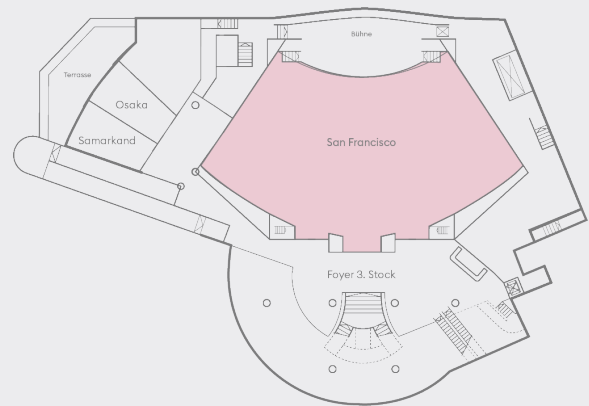 Bühne
Terrasse
Osaka
Samarkand
San Francisco
Foyer 3. Stock